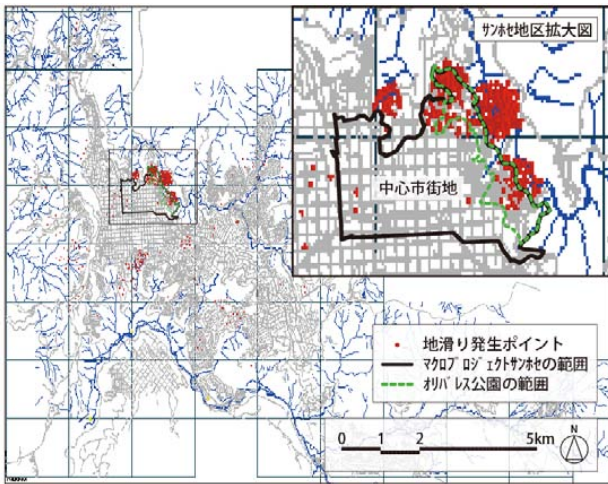 サンホセ地区拡大図
中心市街地
地滑り発生ポイント
マクロプロジェクトサンホセの範囲
オリバレス公園の範囲
0 1 2 5km
N